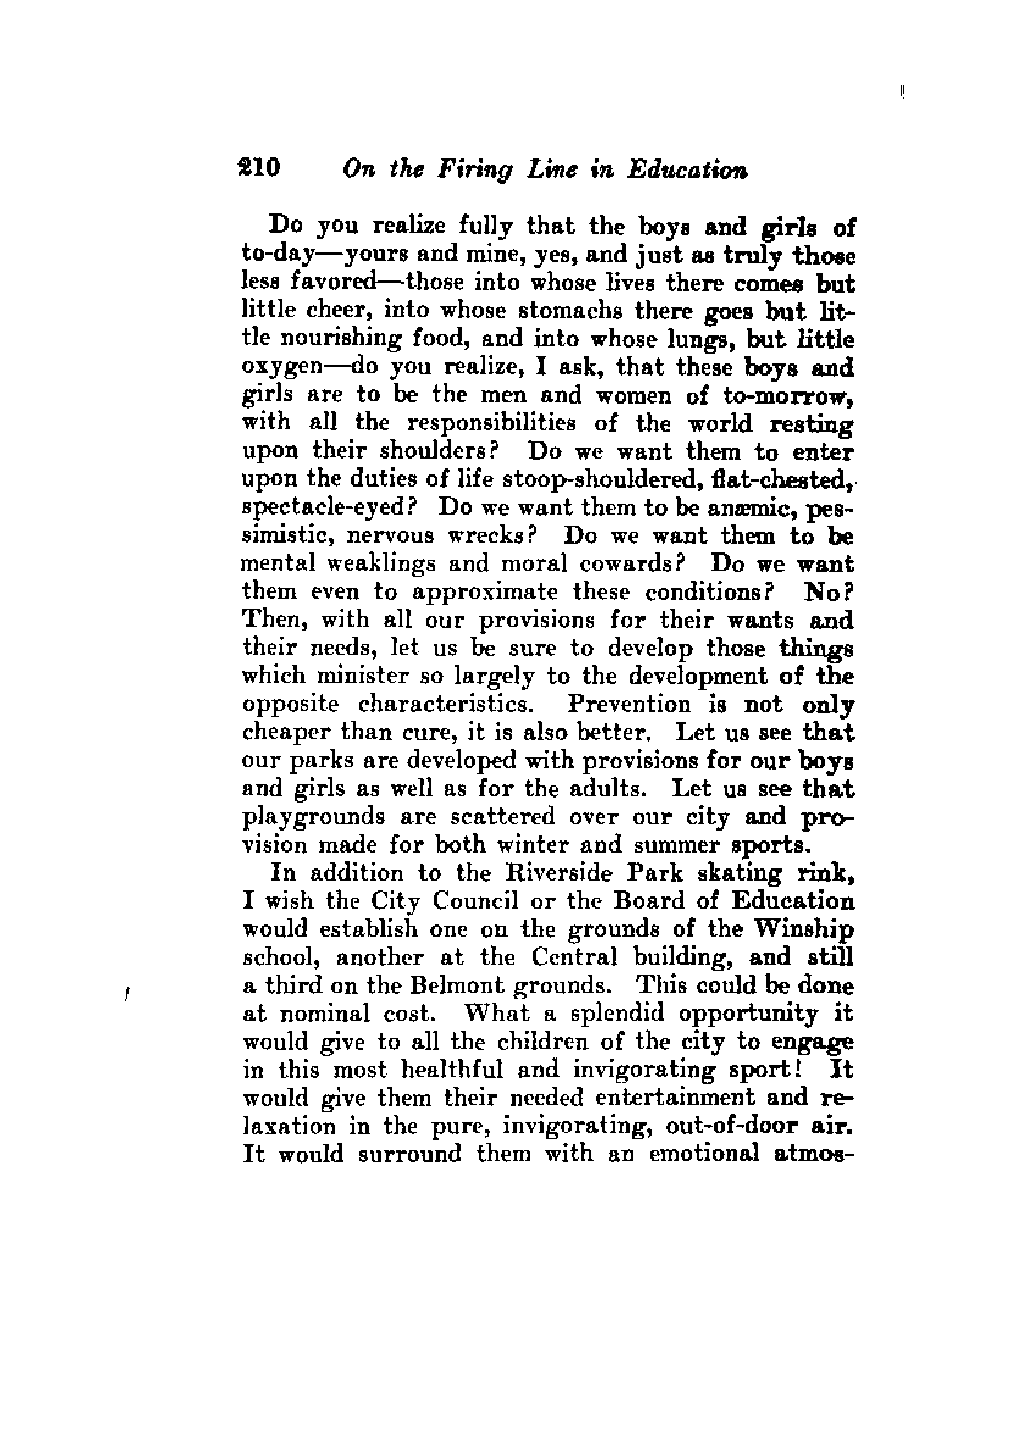 210 On the Firing Line in Education
Do you realize fully that the boys and girls of
to-day—yours and mine, yes, and just as truly those
less favored—those into whose lives there comes but
little cheer, into whose stomachs there goes but lit-
tle nourishing food, and into whose lungs, but little
oxygen—do you realize, I ask, that these boys and
girls are to be the men and women of to-morrow,
with all the responsibilities of the world resting
upon their shoulders? Do we want them to enter
upon the duties of life stoop-shouldered, flat-chested,
spectacle-eyed? Do we want them to be anæmic, pes-
simistic, nervous wrecks? Do we want them to be
mental weaklings and moral cowards? Do we want
them even to approximate these conditions? No?
Then, with all our provisions for their wants and
their needs, let us be sure to develop those things
which minister so largely to the development of the
opposite characteristics. Prevention is not only
cheaper than cure, it is also better. Let us see that
our parks are developed with provisions for our boys
and girls as well as for the adults. Let us see that
playgrounds are scattered over our city and pro-
vision made for both winter and summer sports.
In addition to the Riverside Park skating rink,
I wish the City Council or the Board of Education
would establish one on the grounds of the Winship
school, another at the Central building, and still
a third on the Belmont grounds. This could be done
at nominal cost. What a splendid opportunity it
would give to all the children of the city to engage
in this most healthful and invigorating sport! It
would give them their needed entertainment and re-
laxation in the pure, invigorating, out-of-door air.
It would surround them with an emotional atmos-